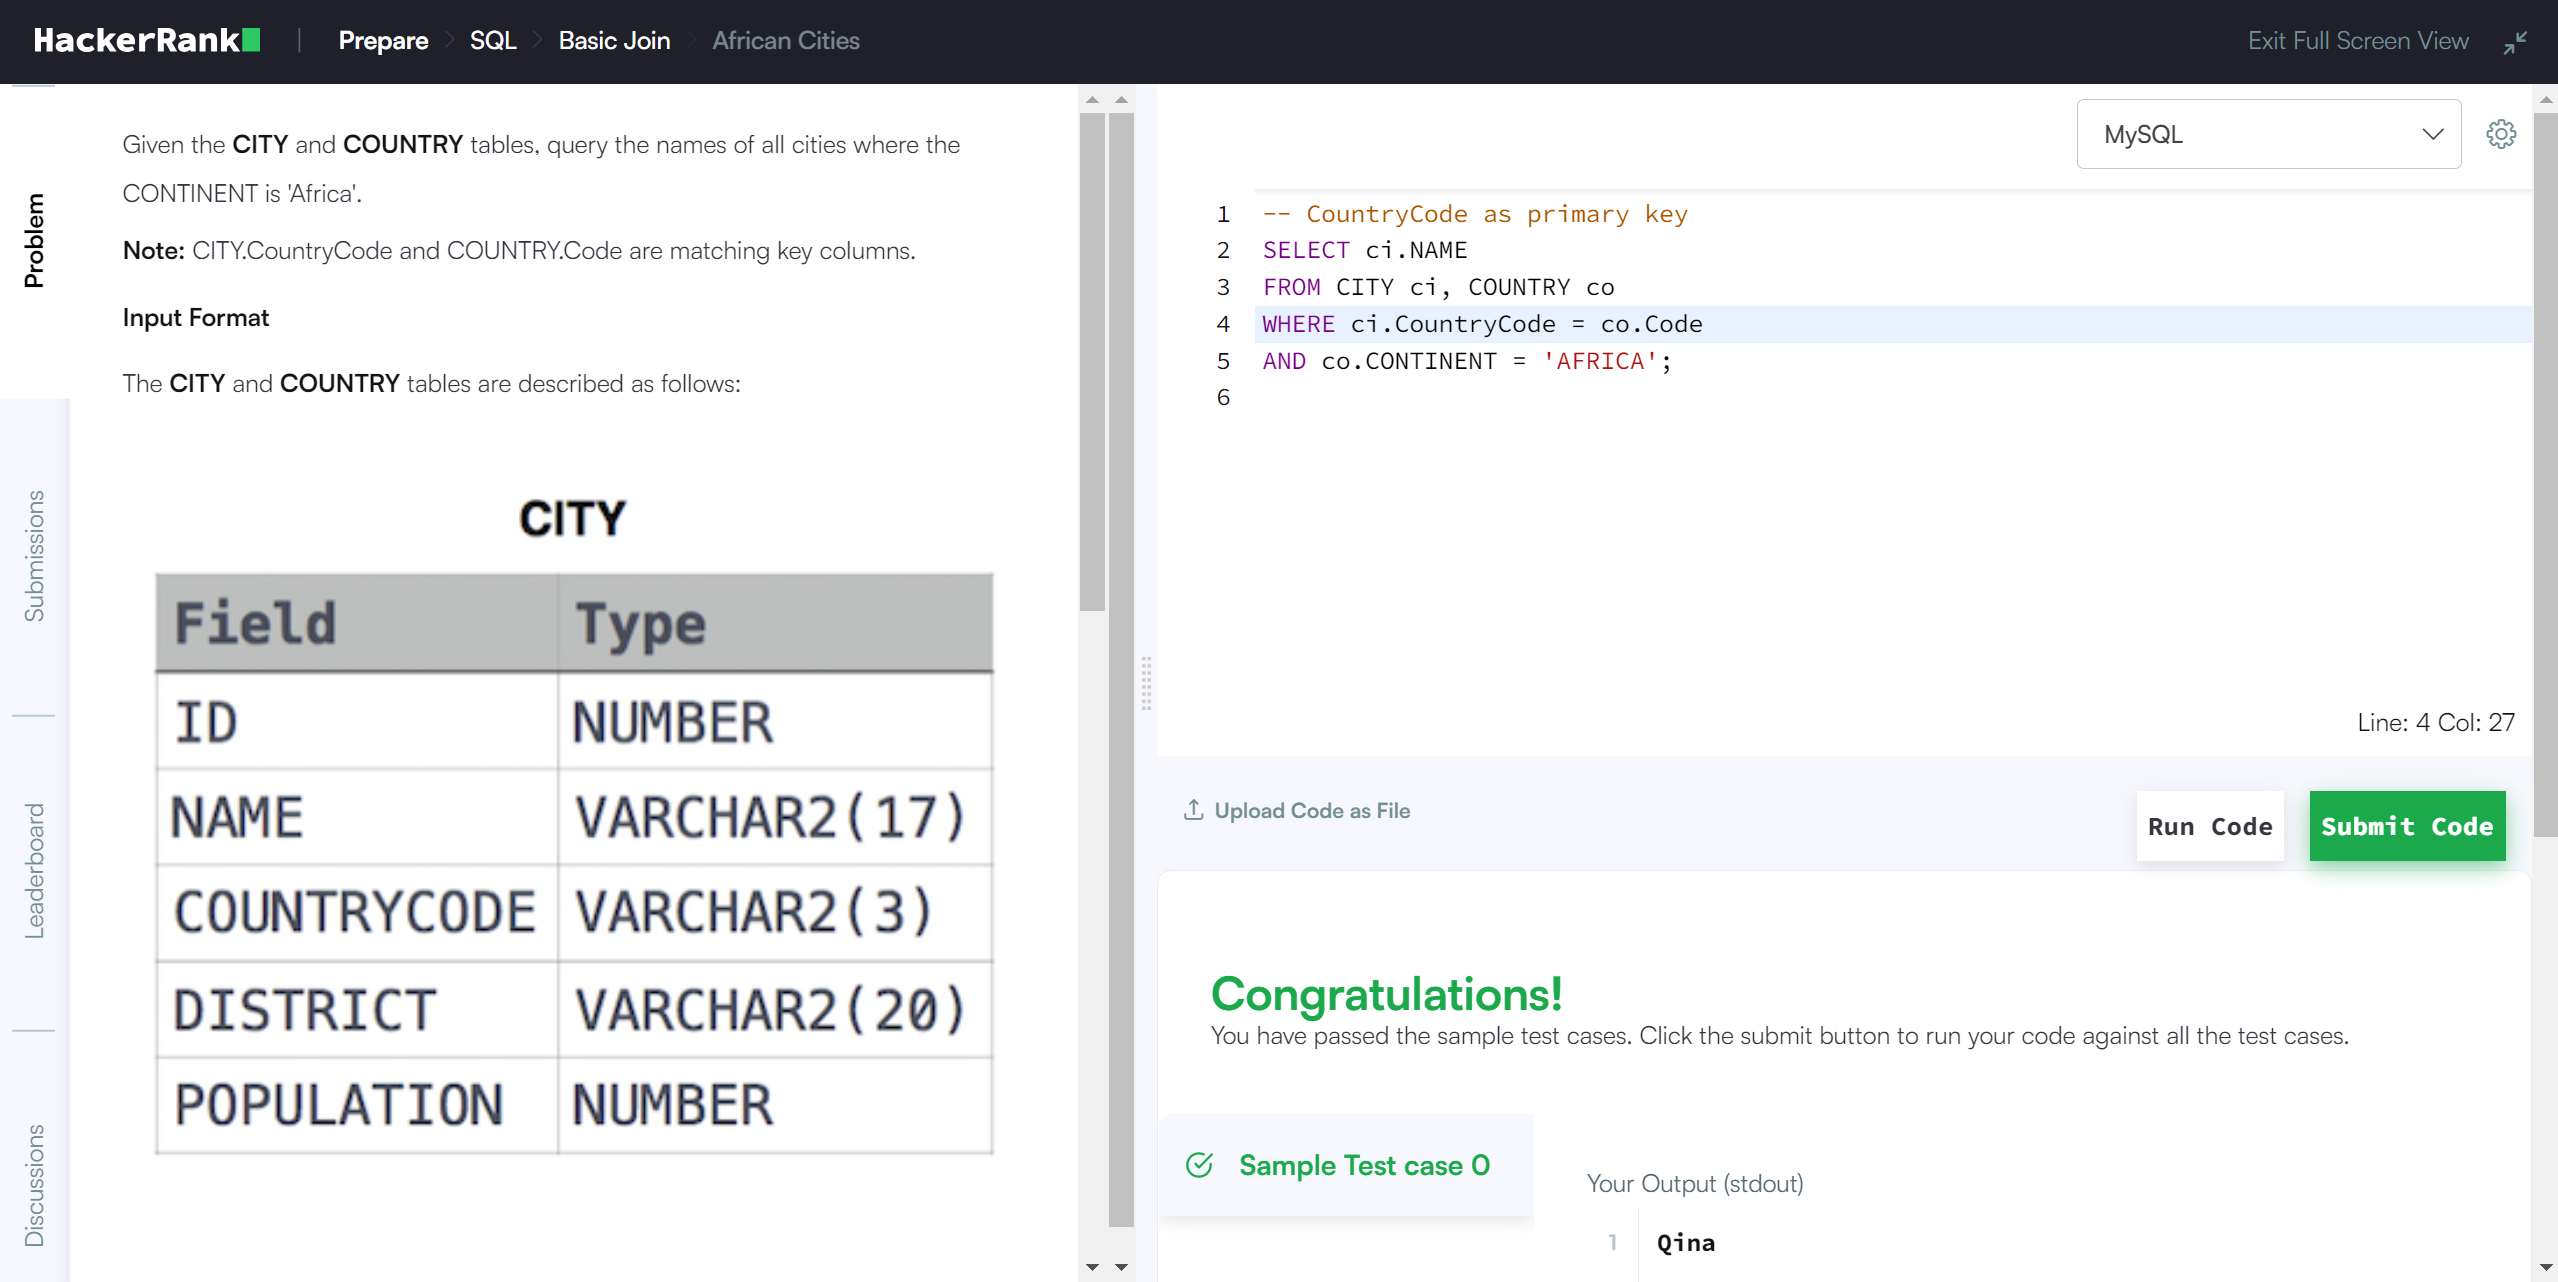 HackerRank | Prepare > SQL > Basic Join > African Cities
Exit Full Screen View
Problem
Submissions
Leaderboard
Discussions
Given the CITY and COUNTRY tables, query the names of all cities where the
CONTINENT is 'Africa'.
Note: CITY.CountryCode and COUNTRY.Code are matching key columns.
Input Format
The CITY and COUNTRY tables are described as follows:
CITY
Field Type
ID NUMBER
NAME VARCHAR2(17)
COUNTRYCODE VARCHAR2(3)
DISTRICT VARCHAR2(20)
POPULATION NUMBER
MySQL
1 -- CountryCode as primary key
2 SELECT ci.NAME
3 FROM CITY ci, COUNTRY co
4 WHERE ci.CountryCode = co.Code
5 AND co.CONTINENT = 'AFRICA';
6
Line: 4 Col: 27
Upload Code as File
Run Code
Submit Code
Congratulations!
You have passed the sample test cases. Click the submit button to run your code against all the test cases.
Sample Test case 0
Your Output (stdout)
1 Qina